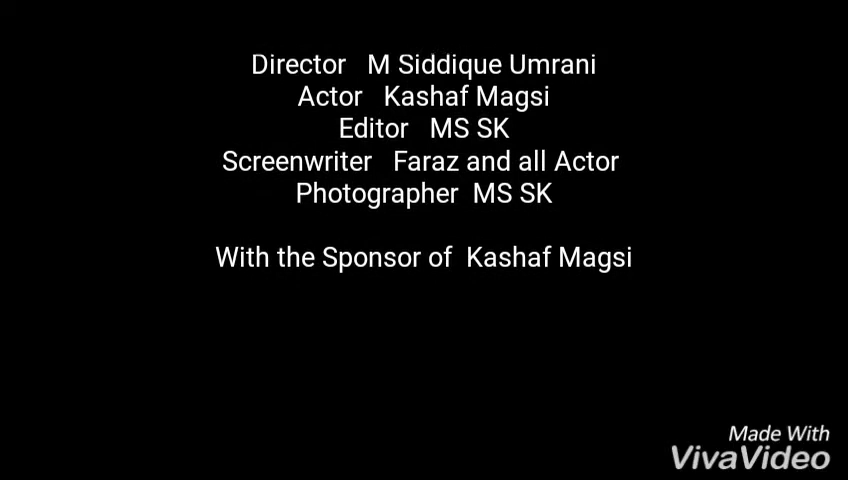 Director M Siddique Umrani
Actor Kashaf Magsi
Editor MS SK
Screenwriter Faraz and all Actor
Photographer MS SK
With the Sponsor of Kashaf Magsi
Made With
VivaVideo